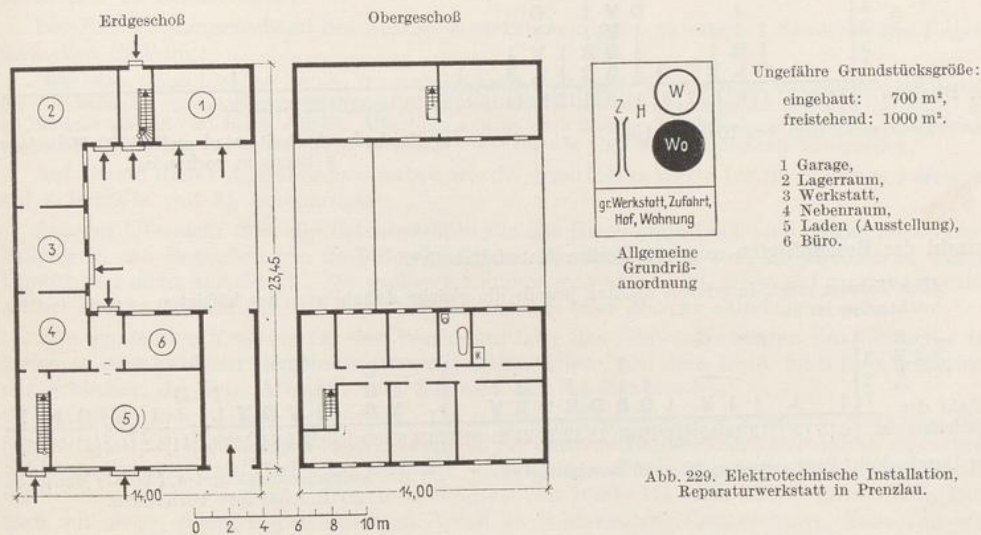 Erdgeschoß
Obergeschoß
2
1
3
4
6
5
23,45
14,00
14,00
0 2 4 6 8 10 m
W
Z H
Wo
gr. Werkstatt, Zufahrt,
Hof, Wohnung
Allgemeine
Grundriß-
anordnung
Ungefähre Grundstücksgröße:
eingebaut: 700 m²,
freistehend: 1000 m².
1 Garage,
2 Lagerraum,
3 Werkstatt,
4 Nebenraum,
5 Laden (Ausstellung),
6 Büro.
Abb. 229. Elektrotechnische Installation,
Reparaturwerkstatt in Prenzlau.